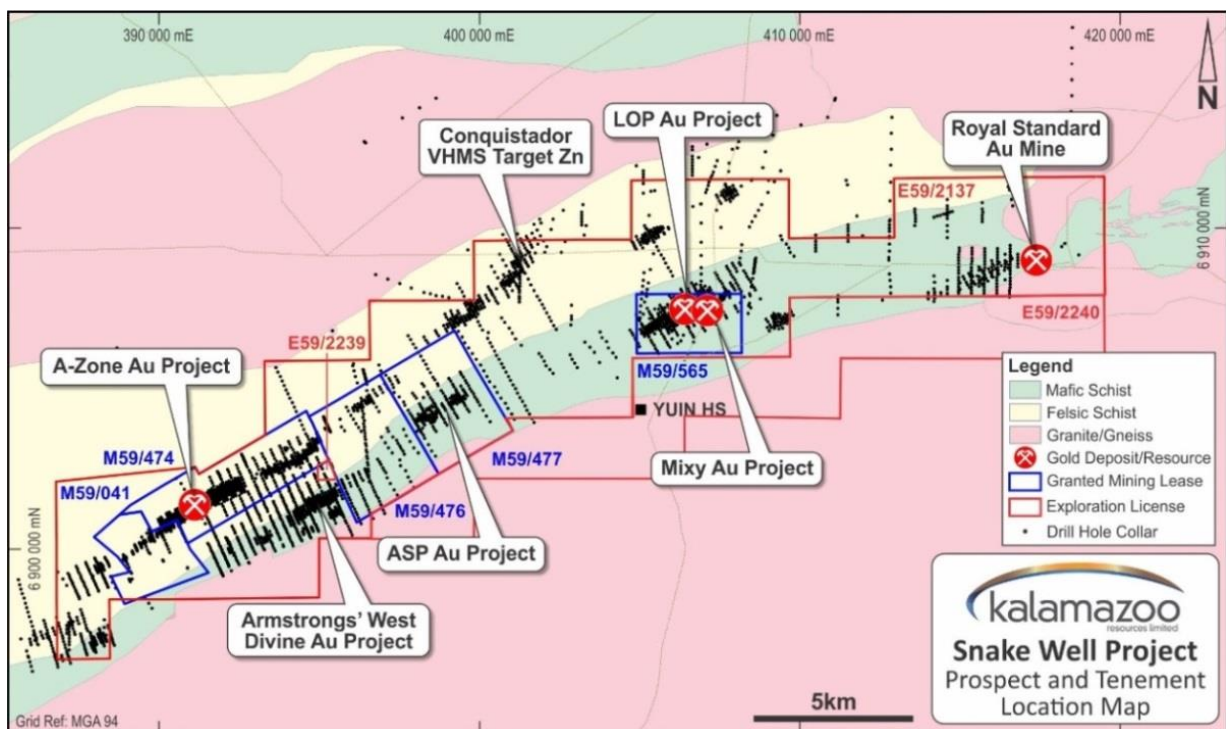 390 000 mE
400 000 mE
410 000 mE
420 000 mE
N
LOP Au Project
Conquistador
VHMS Target Zn
Royal Standard
Au Mine
E59/2137
6 910 000 mN
E59/2240
E59/2239
A-Zone Au Project
M59/565
YUIN HS
M59/474
M59/041
M59/477
M59/476
Mixy Au Project
ASP Au Project
6 900 000 mN
Armstrongs' West
Divine Au Project
Legend
Mafic Schist
Felsic Schist
Granite/Gneiss
Gold Deposit/Resource
Granted Mining Lease
Exploration License
Drill Hole Collar
kalamazoo
resources limited
Snake Well Project
Prospect and Tenement
Location Map
5km
Grid Ref: MGA 94